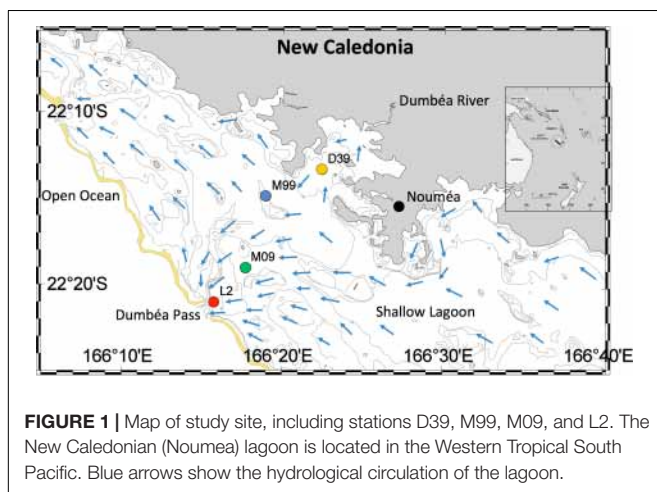 New Caledonia
Dumbéa River
22°10'S
D39
M99
Open Ocean
Nouméa
M09
22°20'S
L2
Shallow Lagoon
Dumbéa Pass
166°10'E
166°20'E
166°30'E
166°40'E
FIGURE 1 | Map of study site, including stations D39, M99, M09, and L2. The
New Caledonian (Noumea) lagoon is located in the Western Tropical South
Pacific. Blue arrows show the hydrological circulation of the lagoon.